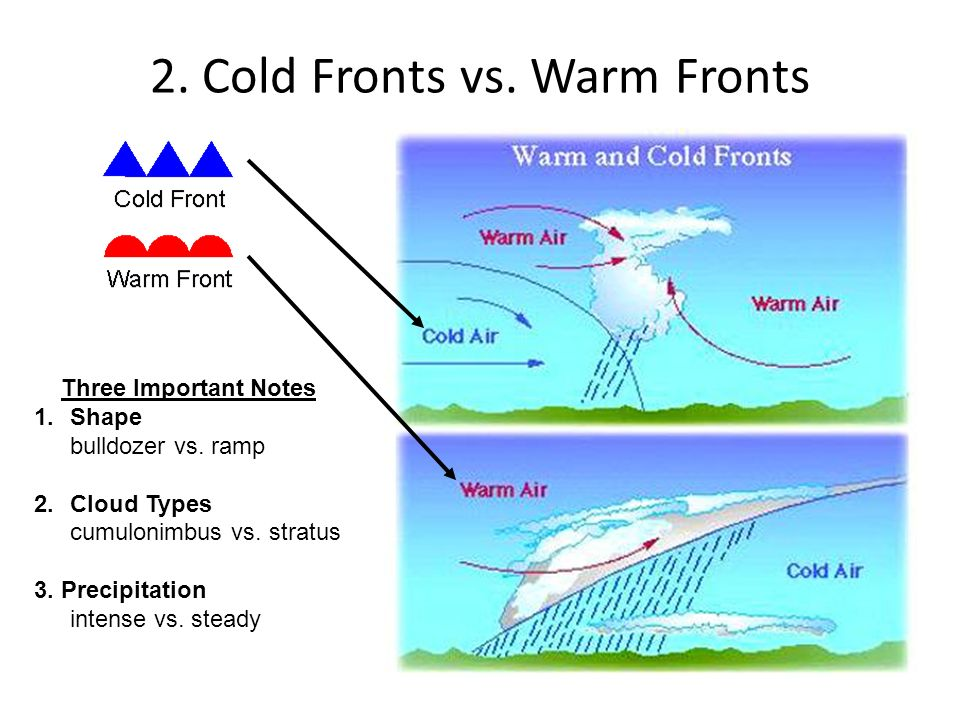 2. Cold Fronts vs. Warm Fronts
Cold Front
Warm Front
Three Important Notes
1. Shape
bulldozer vs. ramp
2. Cloud Types
cumulonimbus vs. stratus
3. Precipitation
intense vs. steady
Warm and Cold Fronts
Warm Air
Warm Air
Cold Air
Warm Air
Cold Air